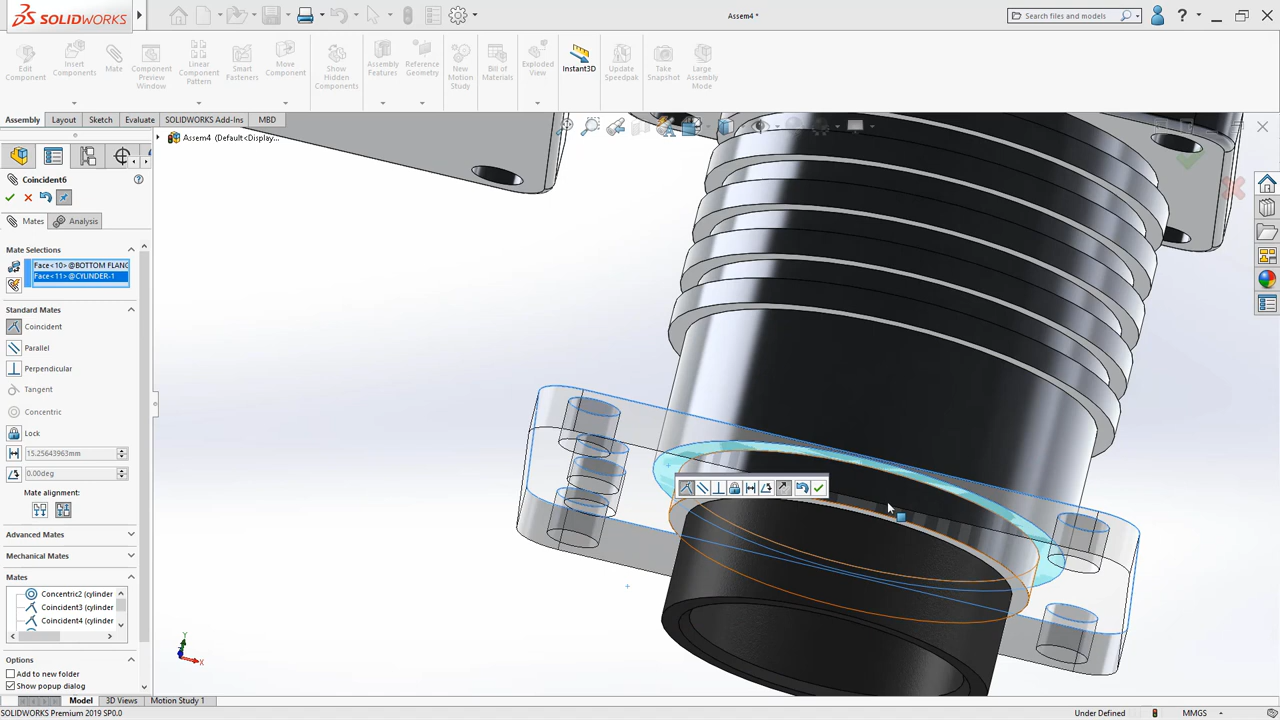 SOLIDWORKS
Assem4 *
Search files and models
?
Edit Component
Insert Components
Mate
Component Preview Window
Linear Component Pattern
Smart Fasteners
Move Component
Show Hidden Components
Assembly Features
Reference Geometry
New Motion Study
Bill of Materials
Exploded View
Instant3D
Update Speedpak
Take Snapshot
Large Assembly Mode
Assembly Layout Sketch Evaluate SOLIDWORKS Add-Ins MBD
Assem4 (Default<Display...
Coincident6
Mates Analysis
Mate Selections
Face<10>@BOTTOM FLANG
Face<11>@CYLINDER-1
Standard Mates
Coincident
Parallel
Perpendicular
Tangent
Concentric
Lock
15.25643963mm
0.00deg
Mate alignment:
Advanced Mates
Mechanical Mates
Mates
Concentric2 (cylinder
Coincident3 (cylinder
Coincident4 (cylinder
Options
Add to new folder
Show popup dialog
Y
X
Model 3D Views Motion Study 1
SOLIDWORKS Premium 2019 SP0.0
Under Defined
MMGS